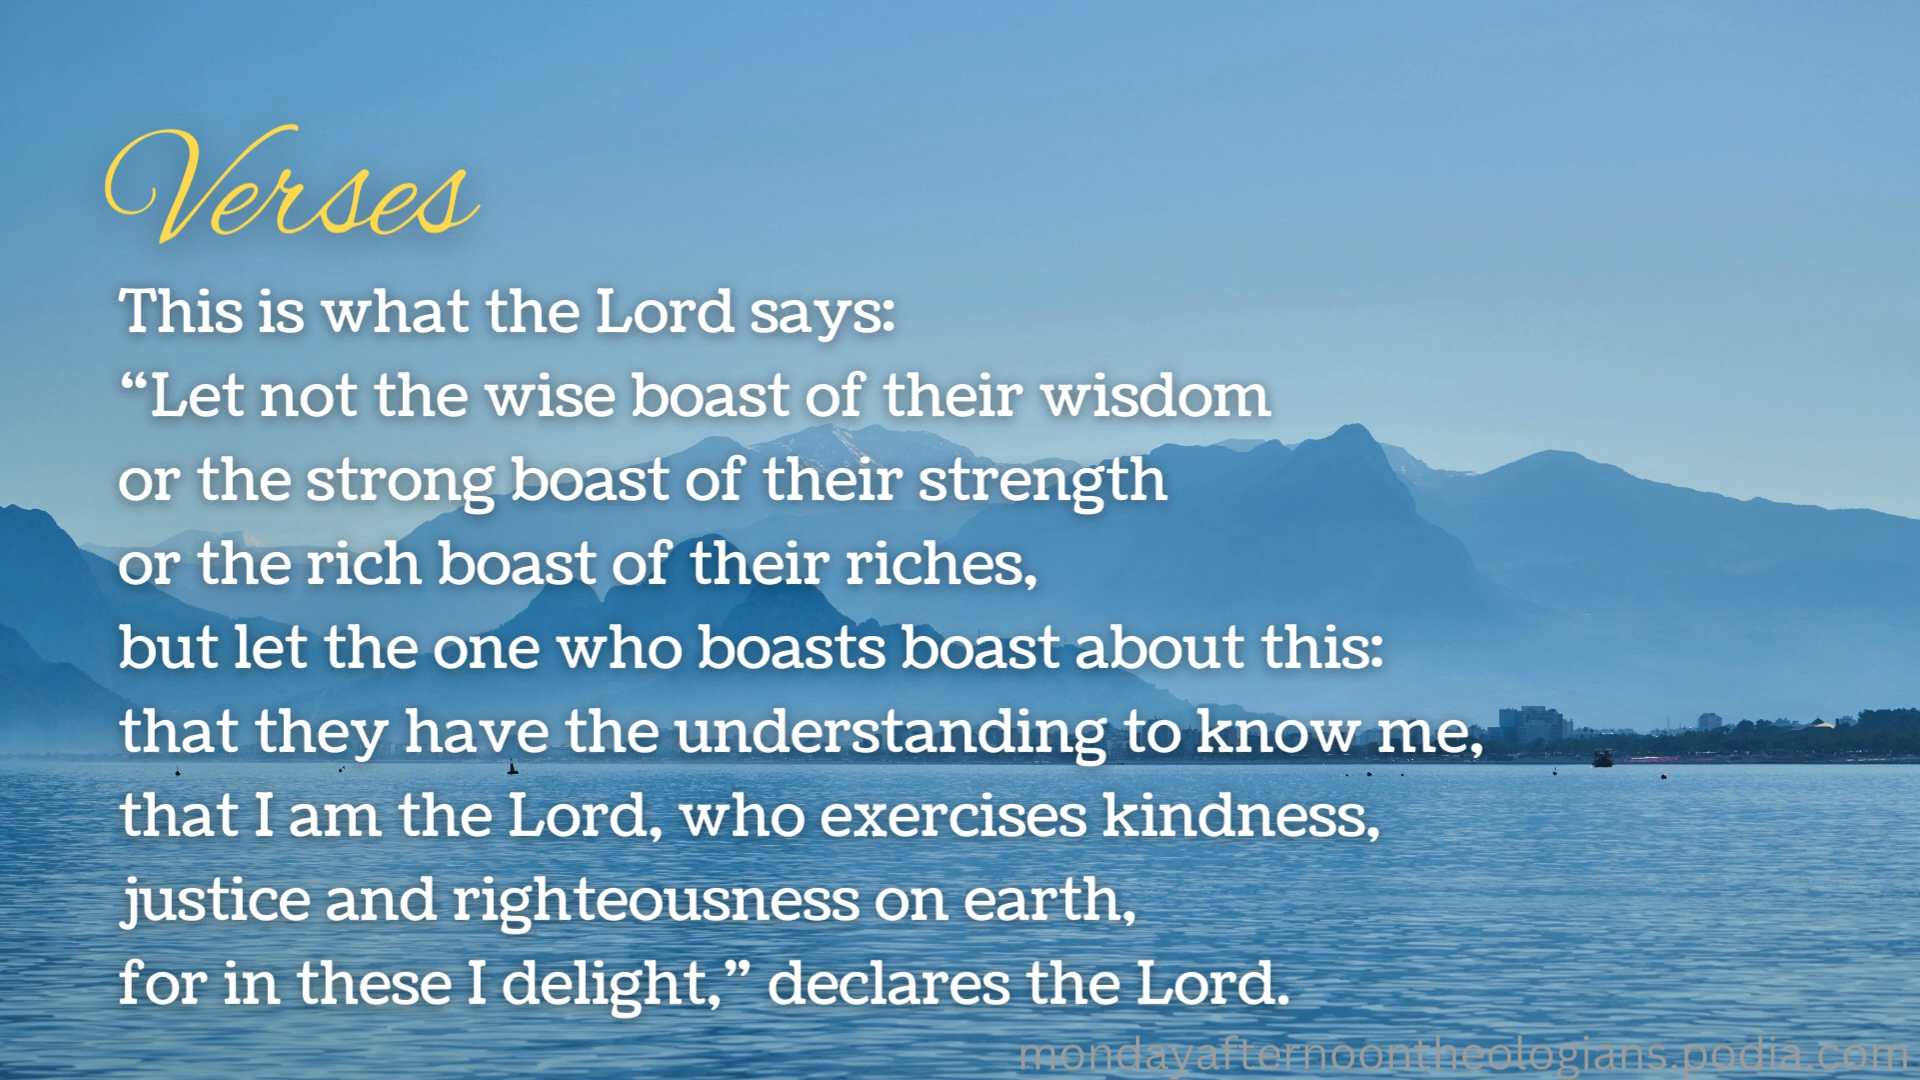 Verses
This is what the Lord says:
“Let not the wise boast of their wisdom
or the strong boast of their strength
or the rich boast of their riches,
but let the one who boasts boast about this:
that they have the understanding to know me,
that I am the Lord, who exercises kindness,
justice and righteousness on earth,
for in these I delight,” declares the Lord.
mondayafternoontheologians.podia.com